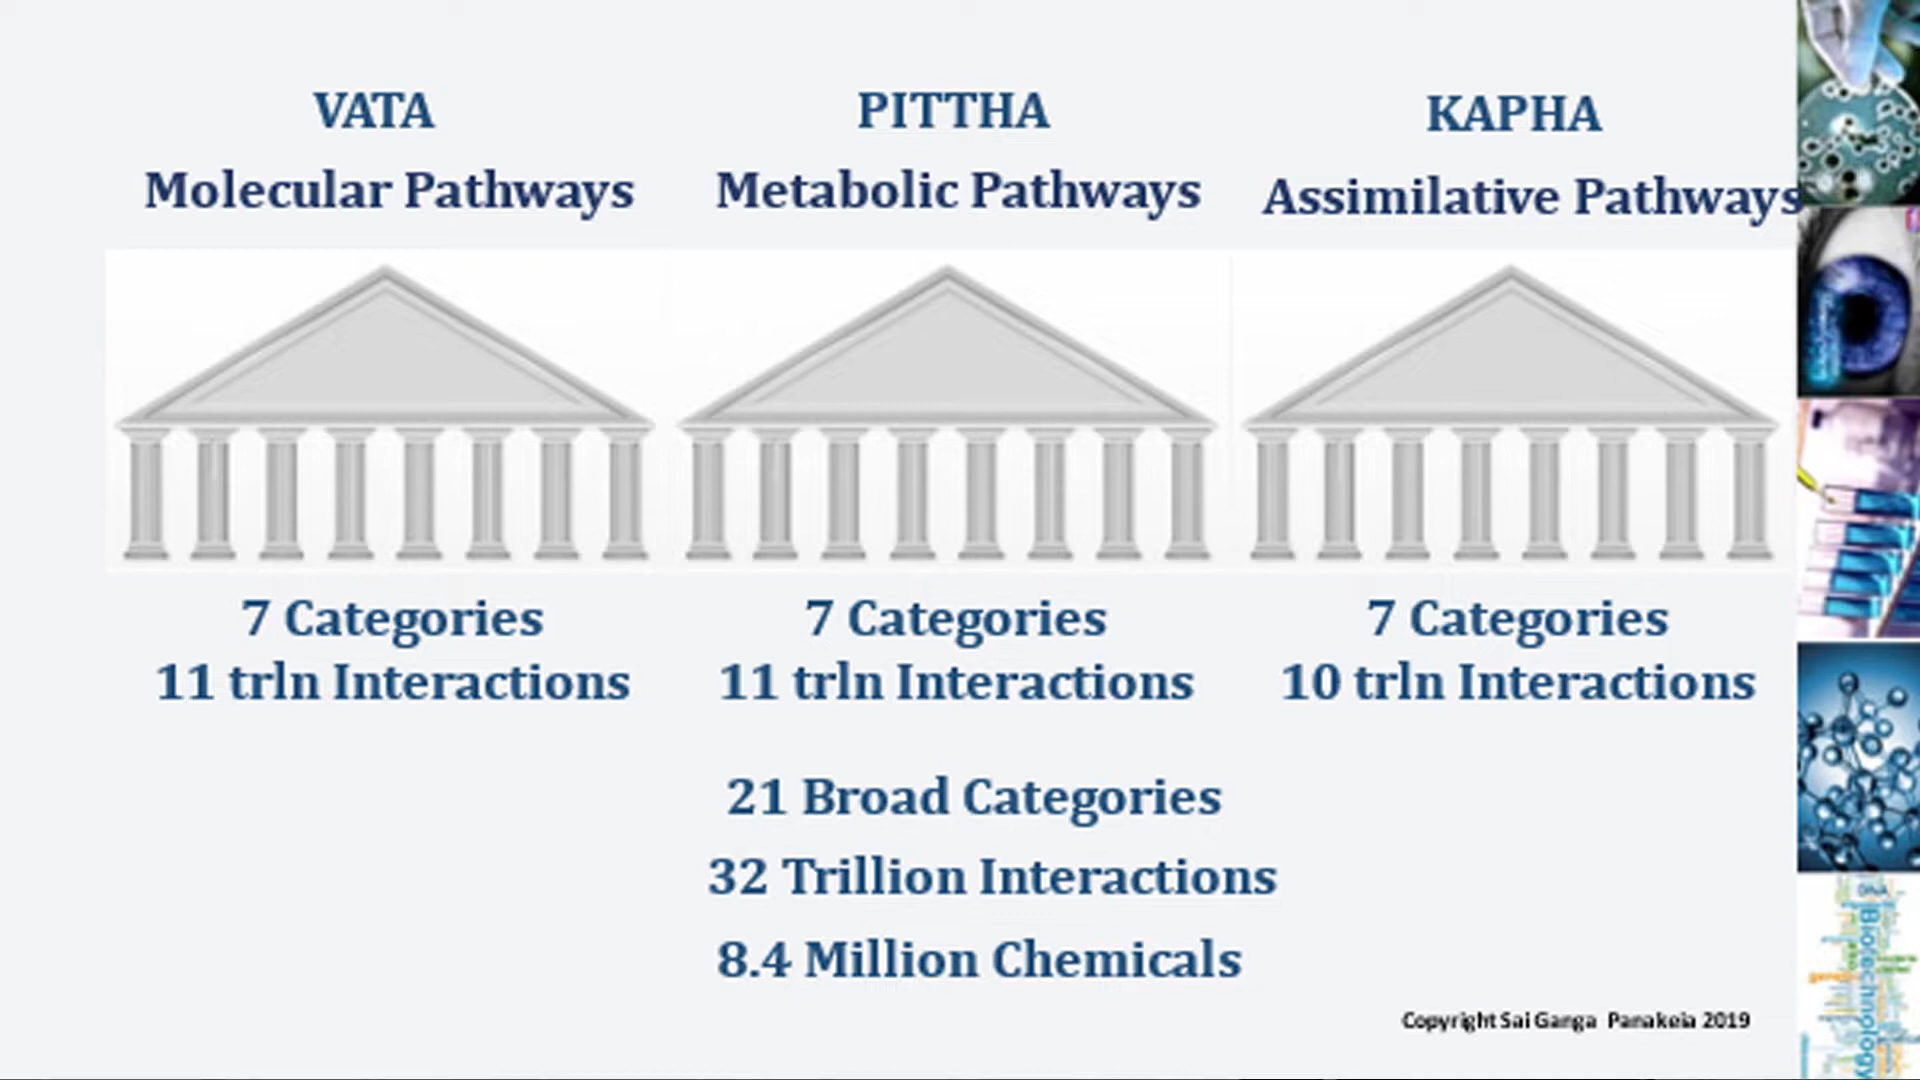 VATA
Molecular Pathways
PITTHA
Metabolic Pathways
KAPHA
Assimilative Pathways
7 Categories
11 trln Interactions
7 Categories
11 trln Interactions
7 Categories
10 trln Interactions
21 Broad Categories
32 Trillion Interactions
8.4 Million Chemicals
Copyright Sai Ganga Panakeia 2019
DNA
Biotechnology